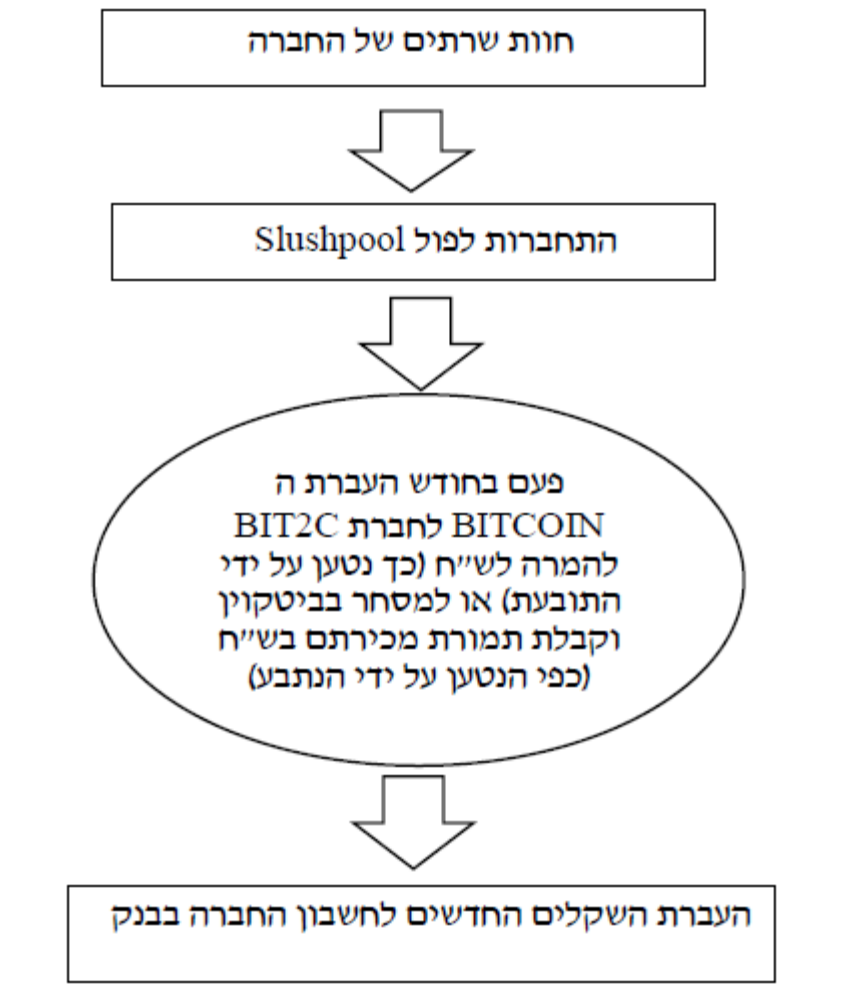 חוות שרתים של החברה
התחברות לפול Slushpool
פעם בחודש העברת ה
BITCOIN לחברת BIT2C
להמרה לש״ח (כך נטען על ידי
התובעת) או למסחר בביטקוין
וקבלת תמורת מכירתם בש״ח
(כפי הנטען על ידי הנתבע)
העברת השקלים החדשים לחשבון החברה בבנק